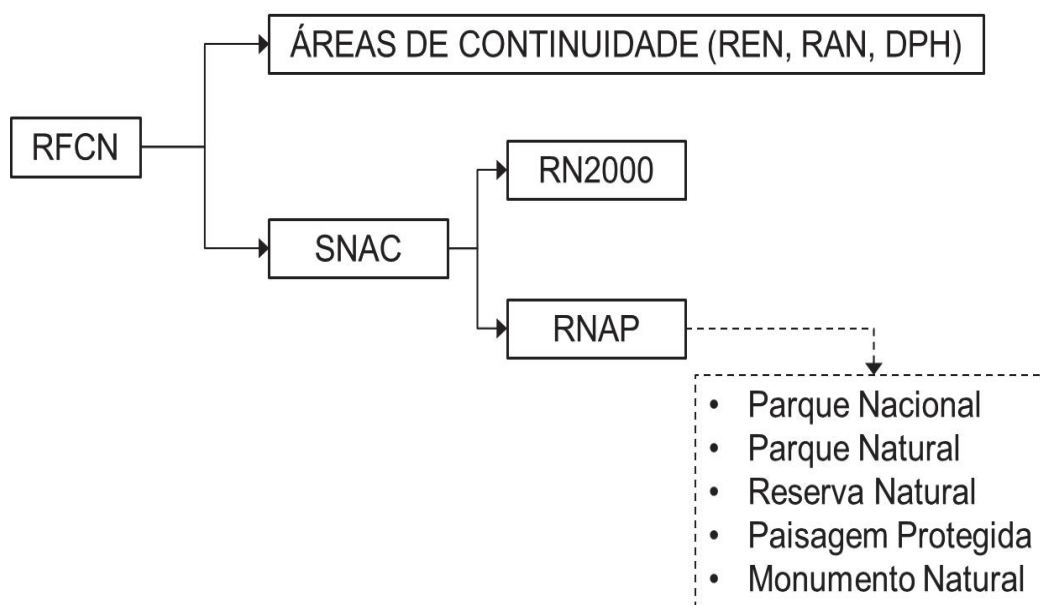 ÁREAS DE CONTINUIDADE (REN, RAN, DPH)
RFCN
RN2000
SNAC
RNAP
• Parque Nacional
• Parque Natural
• Reserva Natural
• Paisagem Protegida
• Monumento Natural